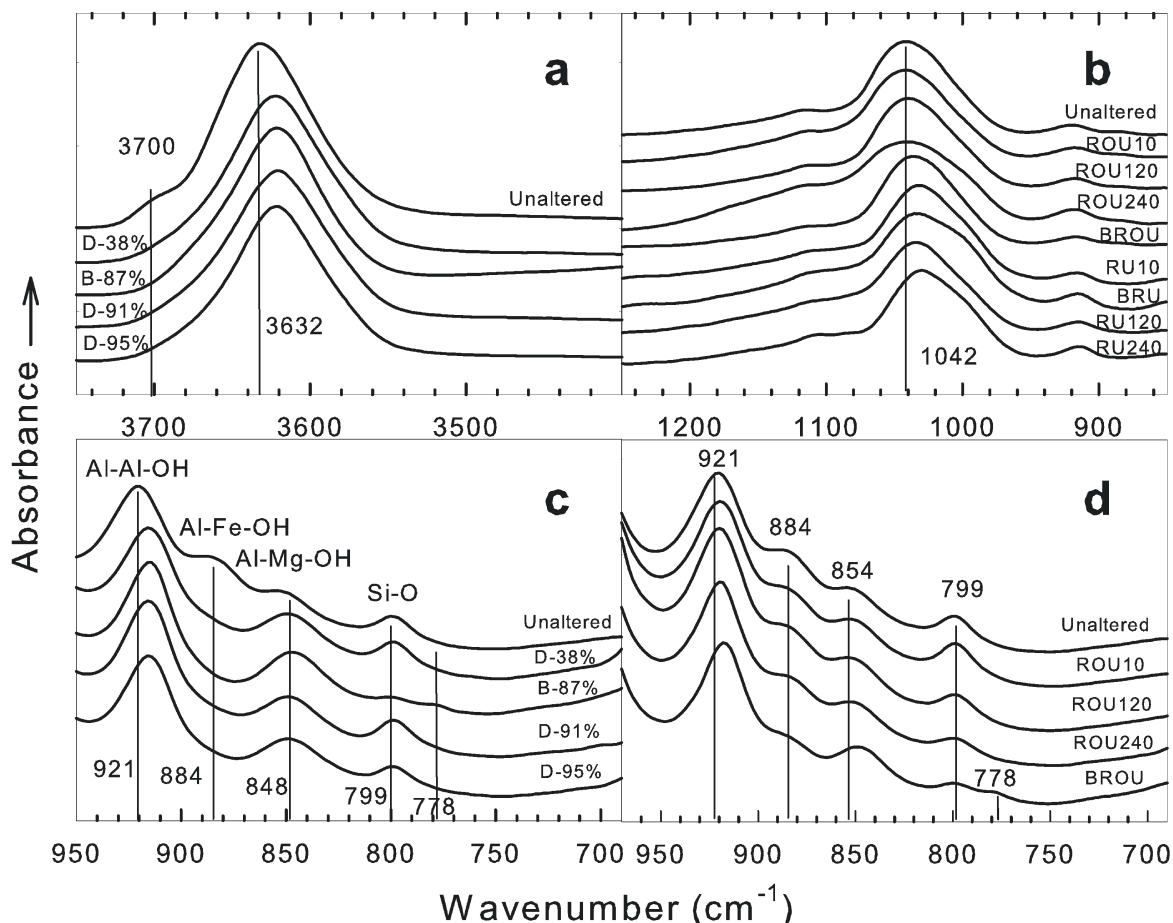 a
3700
Unaltered
D-38%
B-87%
D-91%
D-95%
3632
3700 3600 3500
b
Unaltered
ROU10
ROU120
ROU240
BROU
RU10
BRU
RU120
RU240
1042
1200 1100 1000 900
Absorbance
c
Al-Al-OH
Al-Fe-OH
Al-Mg-OH
Si-O
Unaltered
D-38%
B-87%
D-91%
D-95%
921 884 848 799 778
950 900 850 800 750 700
d
921
884
854
799
Unaltered
ROU10
ROU120
ROU240
BROU
778
950 900 850 800 750 700
Wavenumber (cm⁻¹)